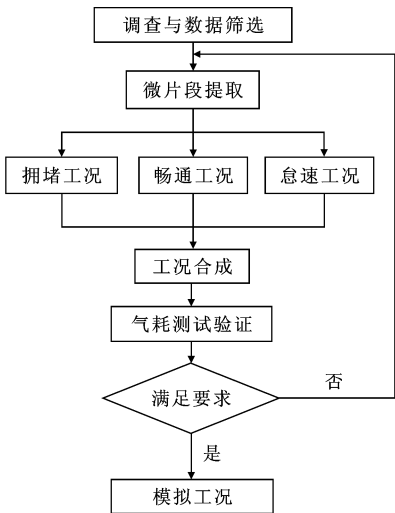 调查与数据筛选
微片段提取
拥堵工况
畅通工况
怠速工况
工况合成
气耗测试验证
满足要求
否
是
模拟工况